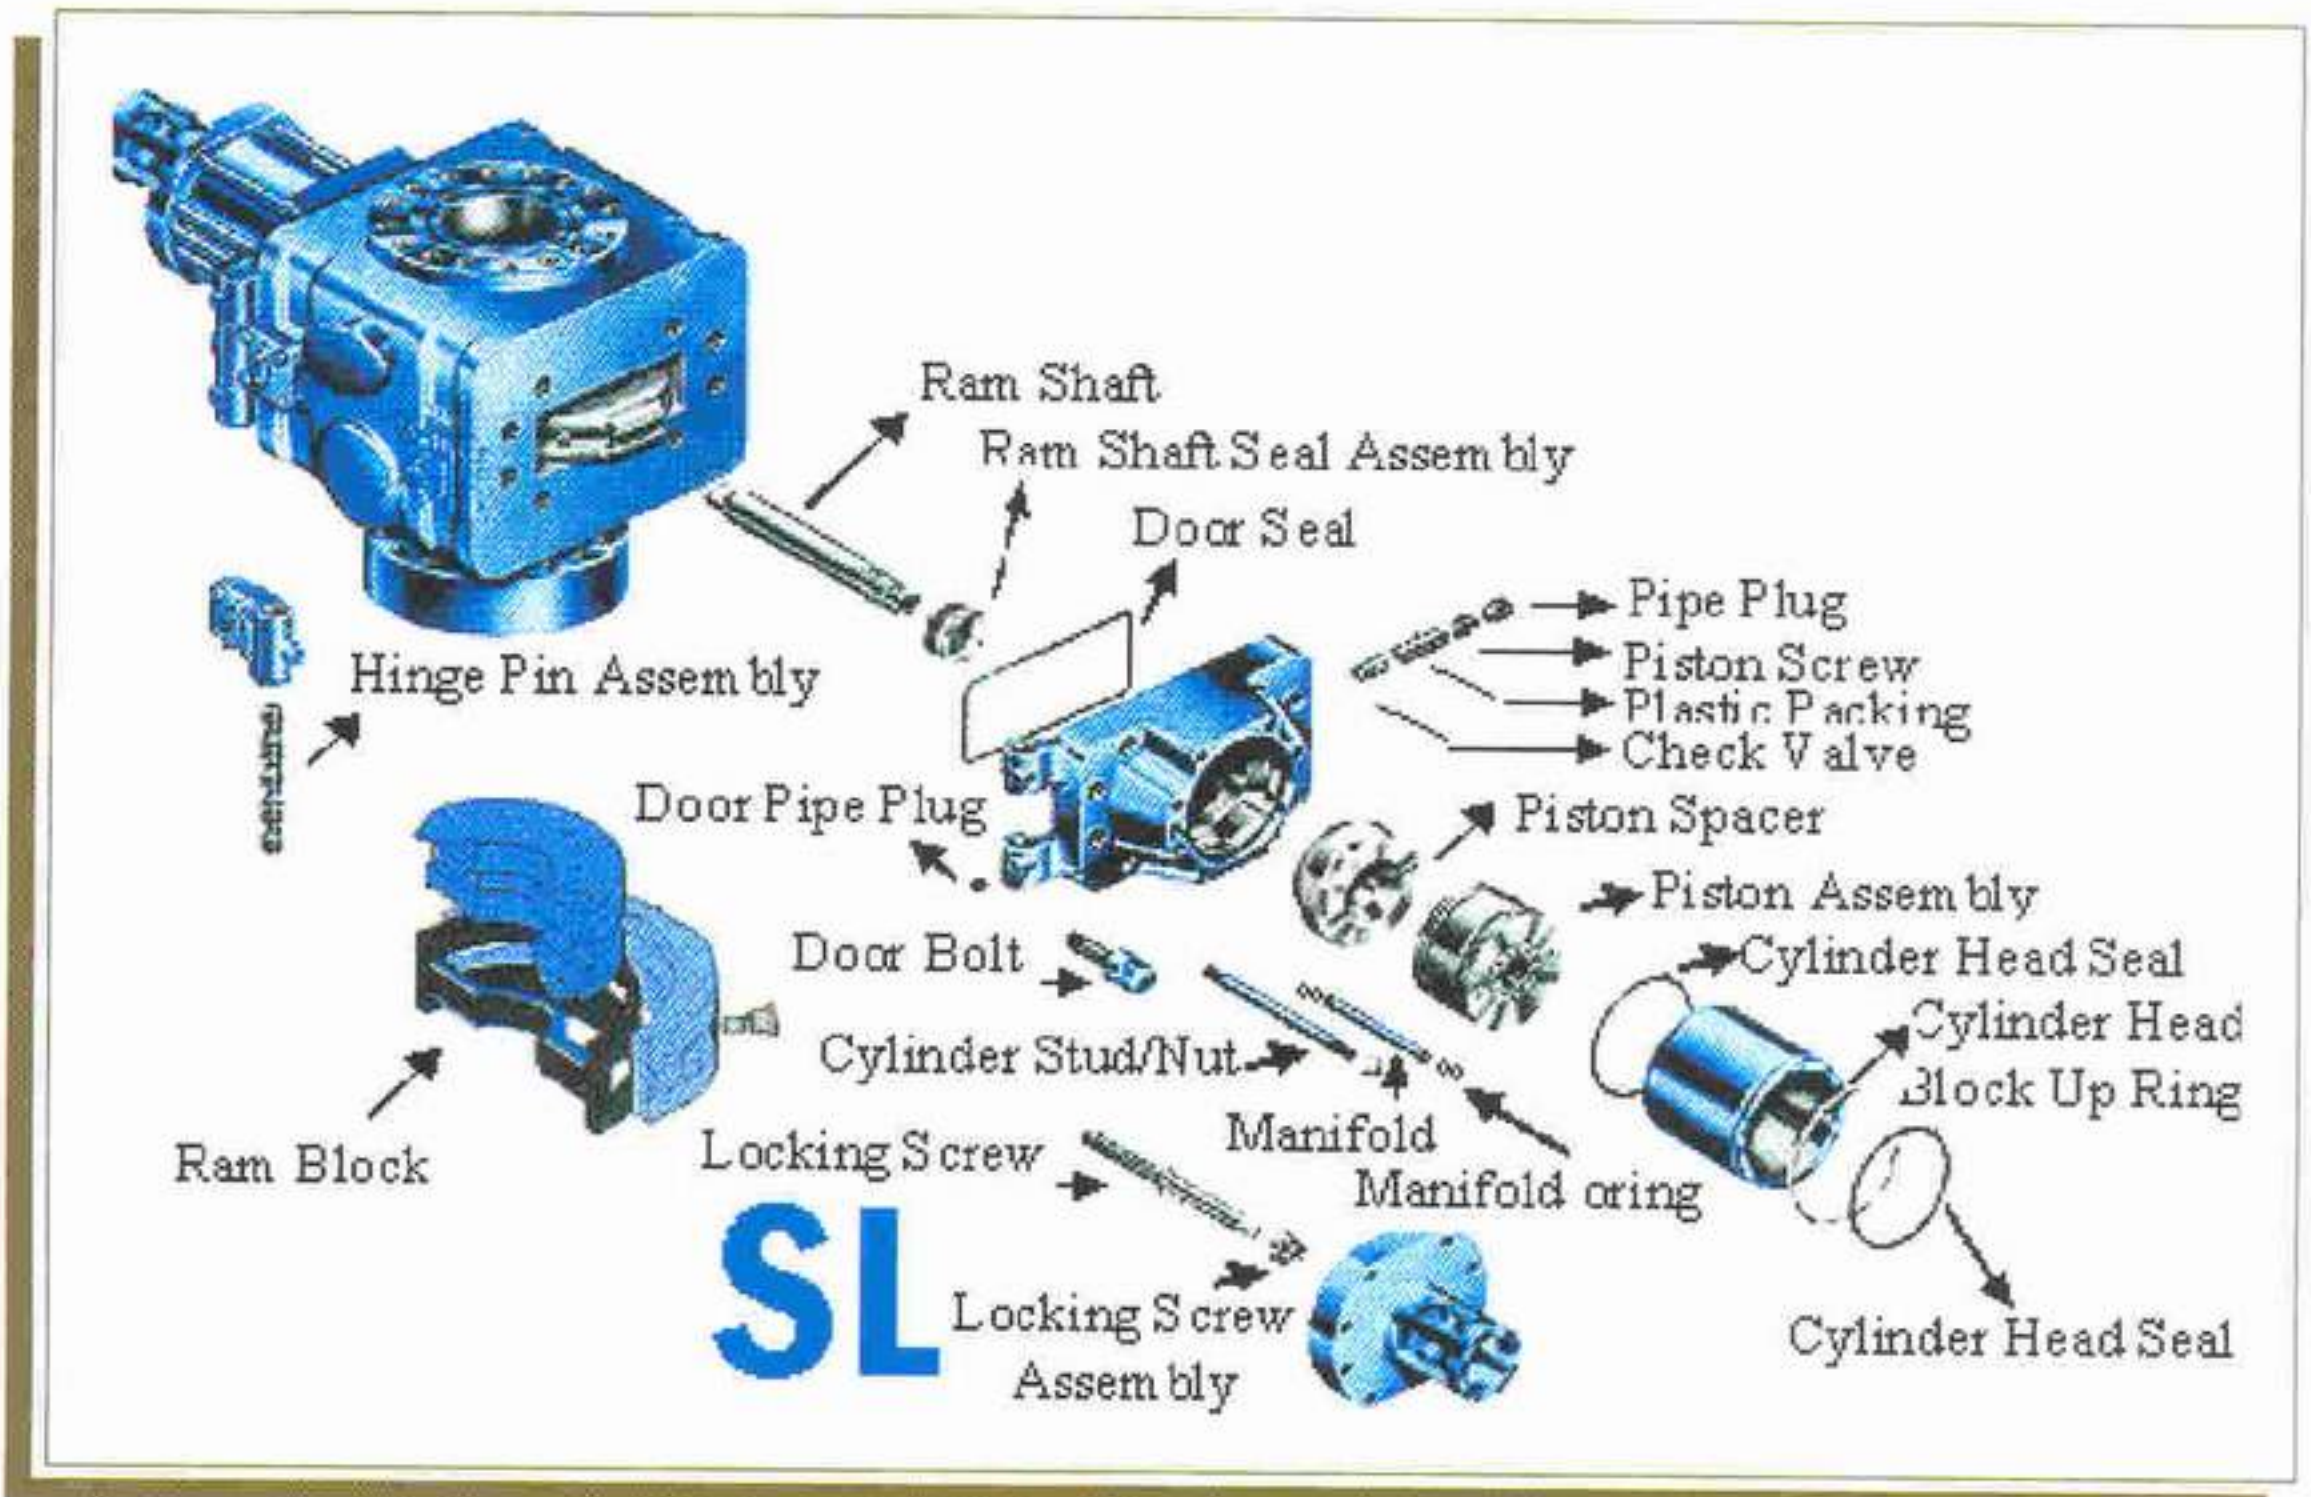 Ram Shaft
Ram Shaft Seal Assembly
Door Seal
Pipe Plug
Piston Screw
Plastic Packing
Check Valve
Hinge Pin Assembly
Door Pipe Plug
Piston Spacer
Piston Assembly
Cylinder Head Seal
Door Bolt
Cylinder Head
Block Up Ring
Cylinder Stud/Nut
Manifold
Manifold oring
Ram Block
Locking Screw
SL
Locking Screw
Assembly
Cylinder Head Seal